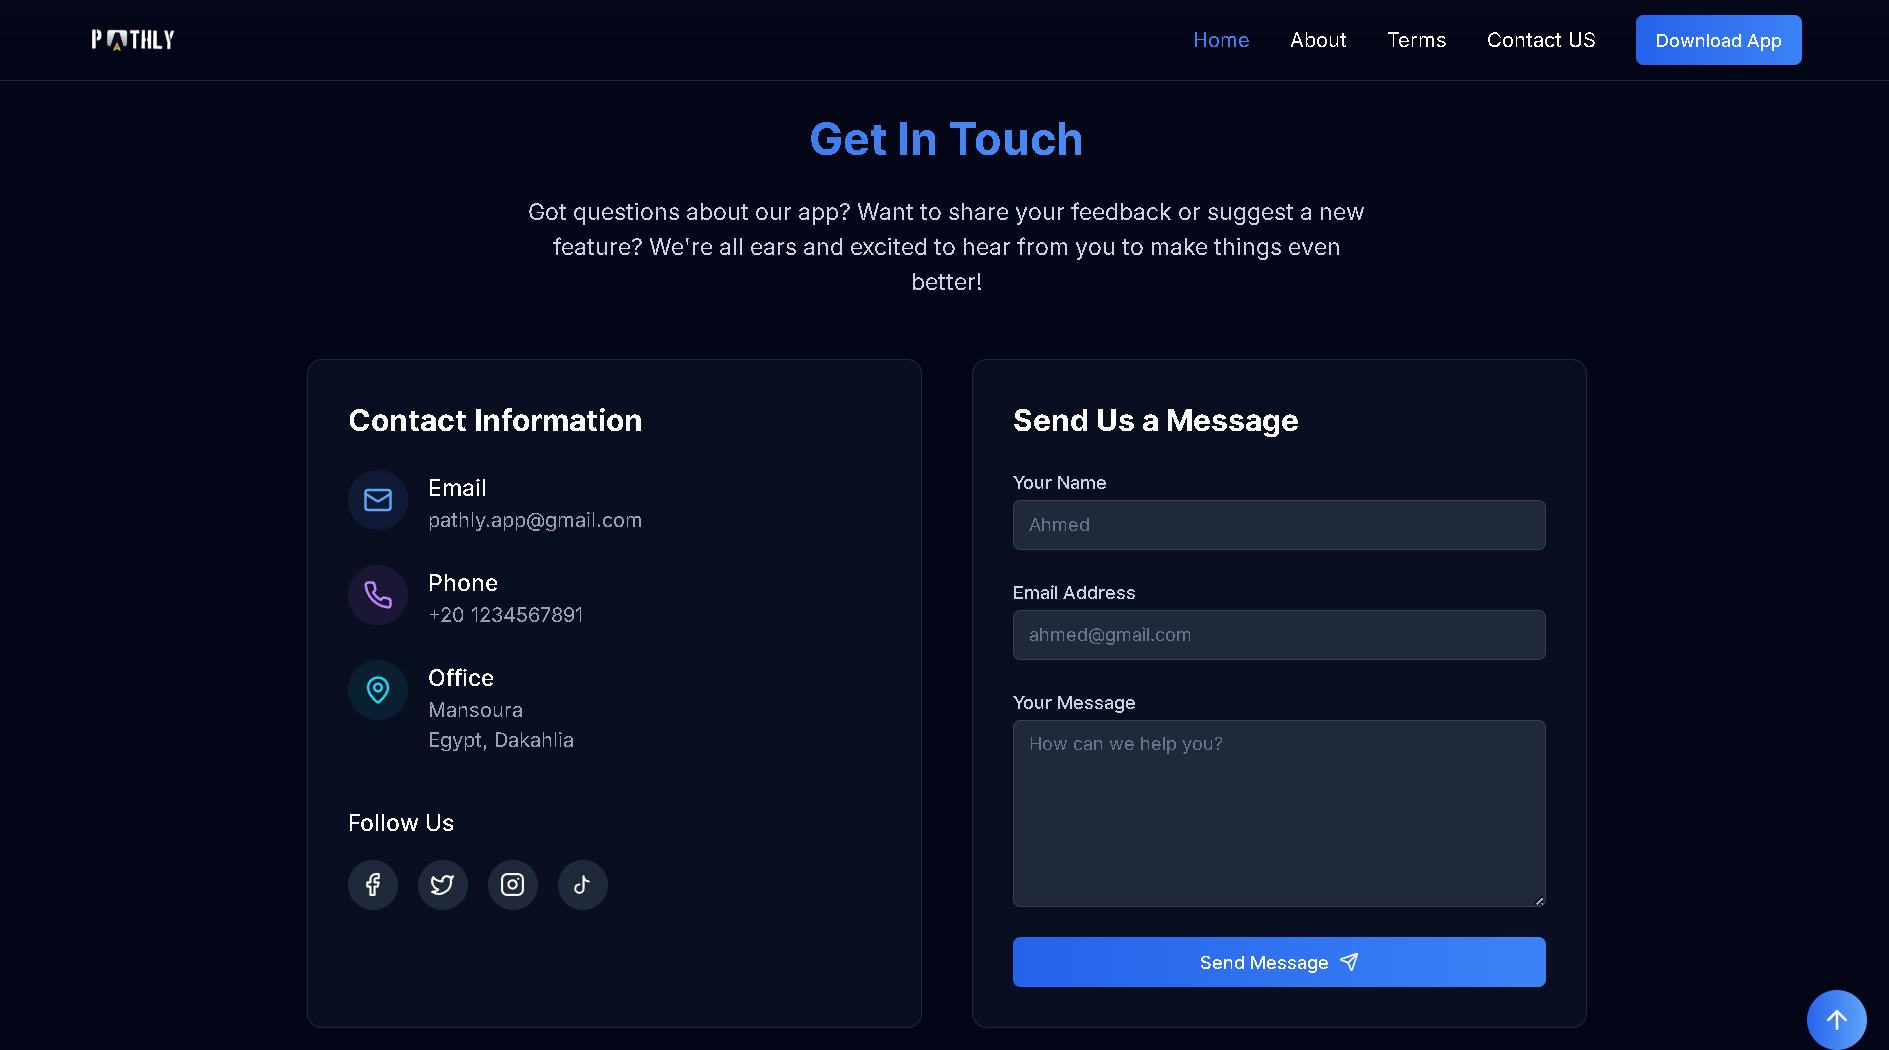 PATHLY
Home
About
Terms
Contact US
Download App
Get In Touch
Got questions about our app? Want to share your feedback or suggest a new
feature? We're all ears and excited to hear from you to make things even
better!
Contact Information
Email
pathly.app@gmail.com
Phone
+20 1234567891
Office
Mansoura
Egypt, Dakahlia
Follow Us
Send Us a Message
Your Name
Ahmed
Email Address
ahmed@gmail.com
Your Message
How can we help you?
Send Message